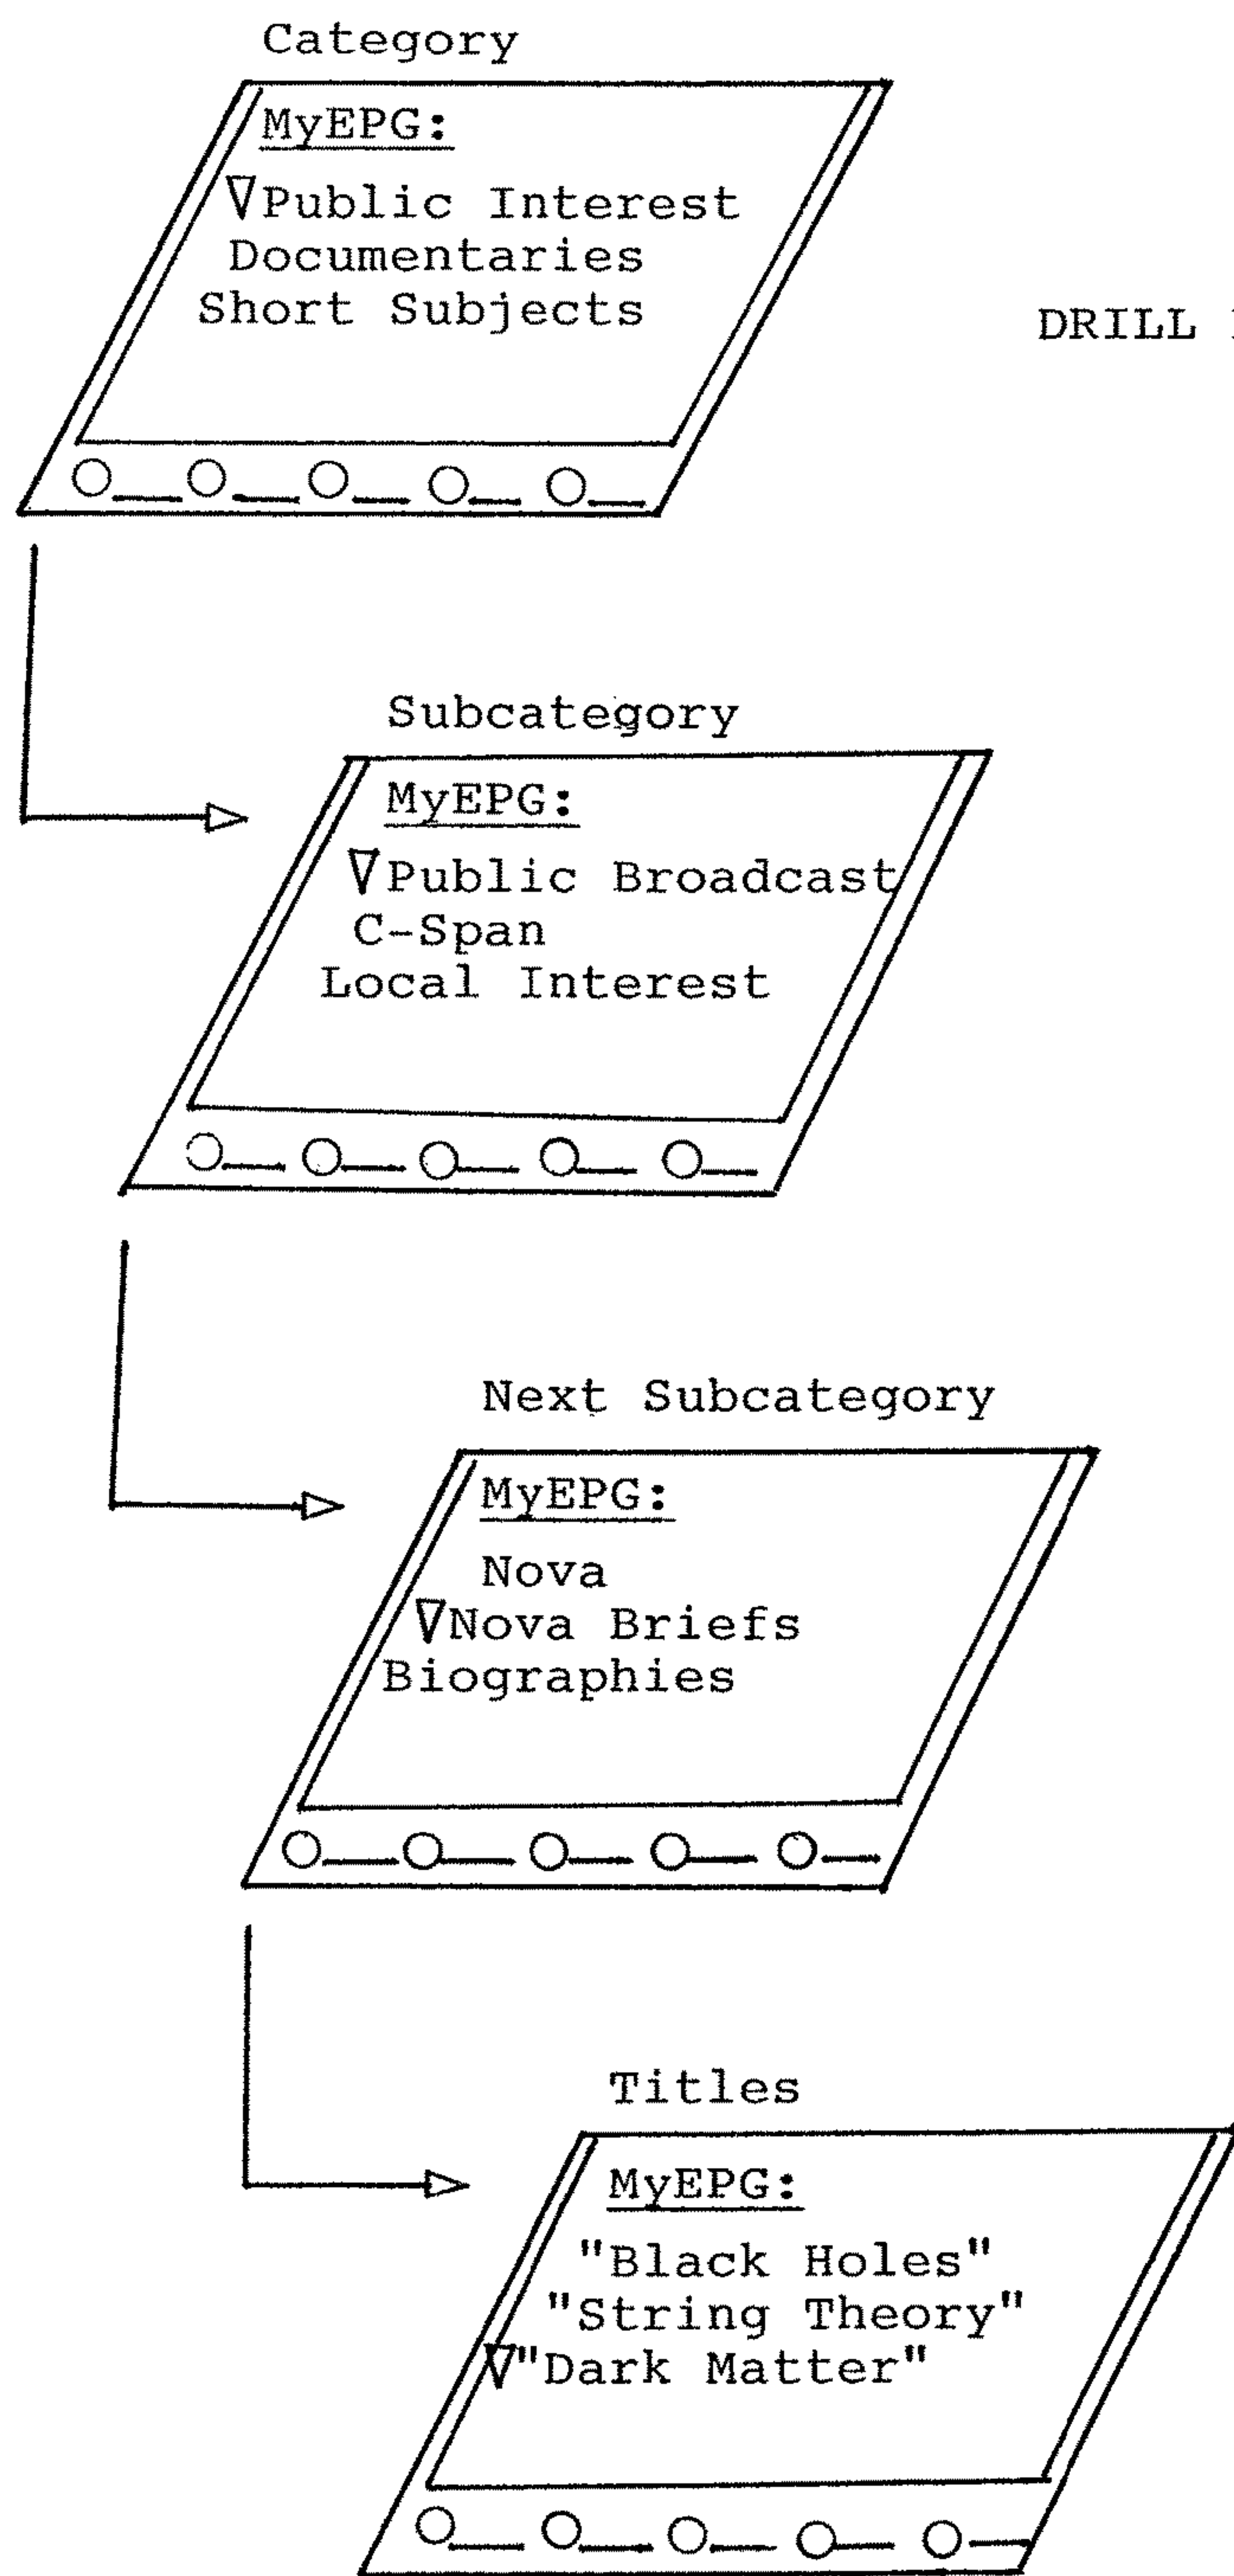 Category
MyEPG:
∇Public Interest
Documentaries
Short Subjects
DRILL
Subcategory
MyEPG:
∇Public Broadcast
C-Span
Local Interest
Next Subcategory
MyEPG:
Nova
∇Nova Briefs
Biographies
Titles
MyEPG:
"Black Holes"
"String Theory"
∇"Dark Matter"